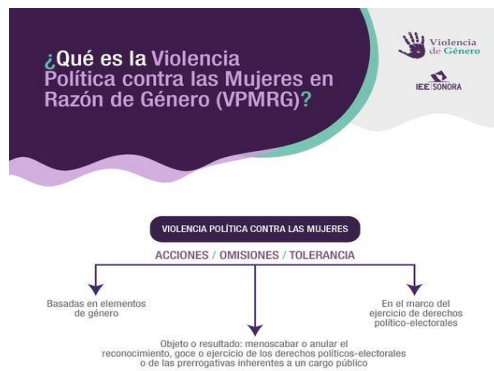 ¿Qué es la Violencia
Política contra las Mujeres en
Razón de Género (VPMRG)?
Violencia
de Género
IEE SONORA
VIOLENCIA POLÍTICA CONTRA LAS MUJERES
ACCIONES / OMISIONES / TOLERANCIA
Basadas en elementos
de género
En el marco del
ejercicio de derechos
político-electorales
Objeto o resultado: menoscabar o anular el
reconocimiento, goce o ejercicio de los derechos políticos-electorales
o de las prerrogativas inherentes a un cargo público